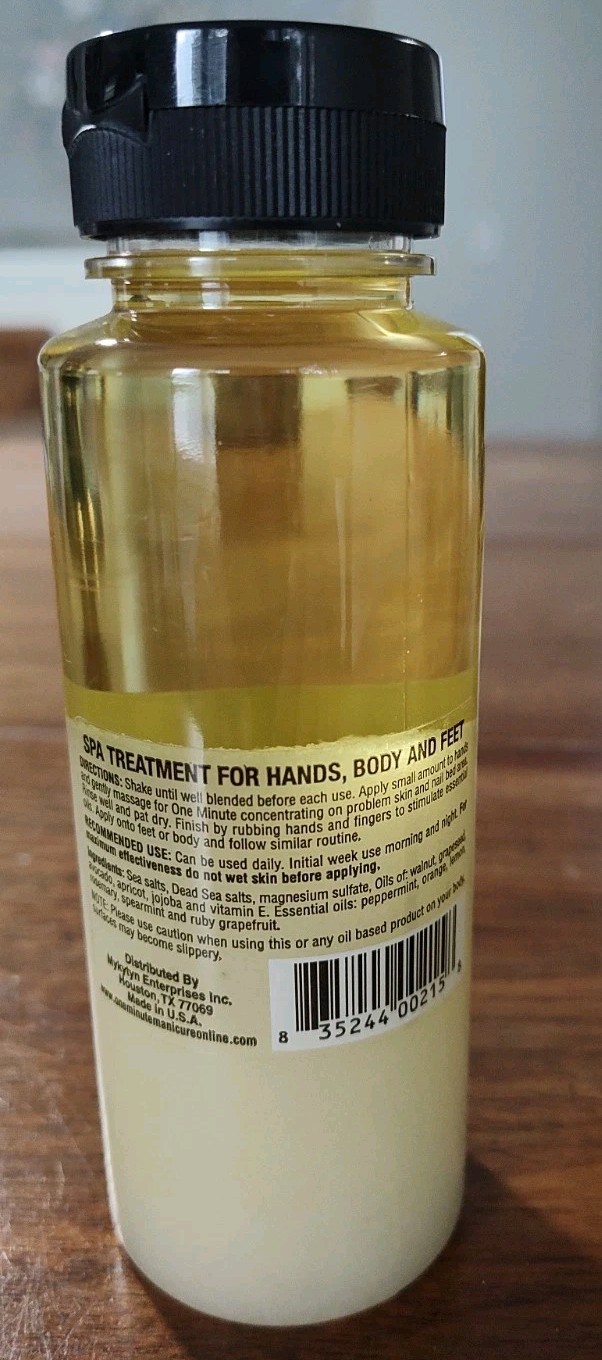 SPA TREATMENT FOR HANDS, BODY AND FEET
DIRECTIONS: Shake until well blended before each use. Apply small amount to hands
and gently massage for One Minute concentrating on problem skin and nail bed area.
Rinse well and pat dry. Finish by rubbing hands and fingers to stimulate essential
oils. Apply onto feet or body and follow similar routine.
RECOMMENDED USE: Can be used daily. Initial week use morning and night. For
maximum effectiveness do not wet skin before applying.
Ingredients: Sea salts, Dead Sea salts, magnesium sulfate, Oils of: walnut, grapeseed,
avocado, apricot, jojoba and vitamin E. Essential oils: peppermint, orange, lemon,
rosemary, spearmint and ruby grapefruit.
NOTE: Please use caution when using this or any oil based product on your body,
surfaces may become slippery,
Distributed By
Mykytyn Enterprises Inc.
Houston, TX 77069
Made in U.S.A.
www.oneminutemanicureonline.com
8 35244 00215 5